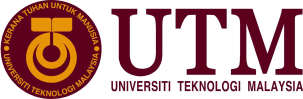 KERANA TUHAN UNTUK MANUSIA
UNIVERSITI TEKNOLOGI MALAYSIA
UTM
UNIVERSITI TEKNOLOGI MALAYSIA